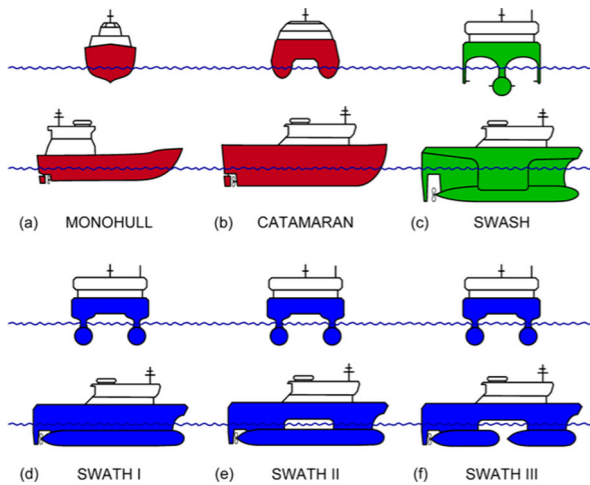 (a) MONOHULL
(b) CATAMARAN
(c) SWASH
(d) SWATH I
(e) SWATH II
(f) SWATH III